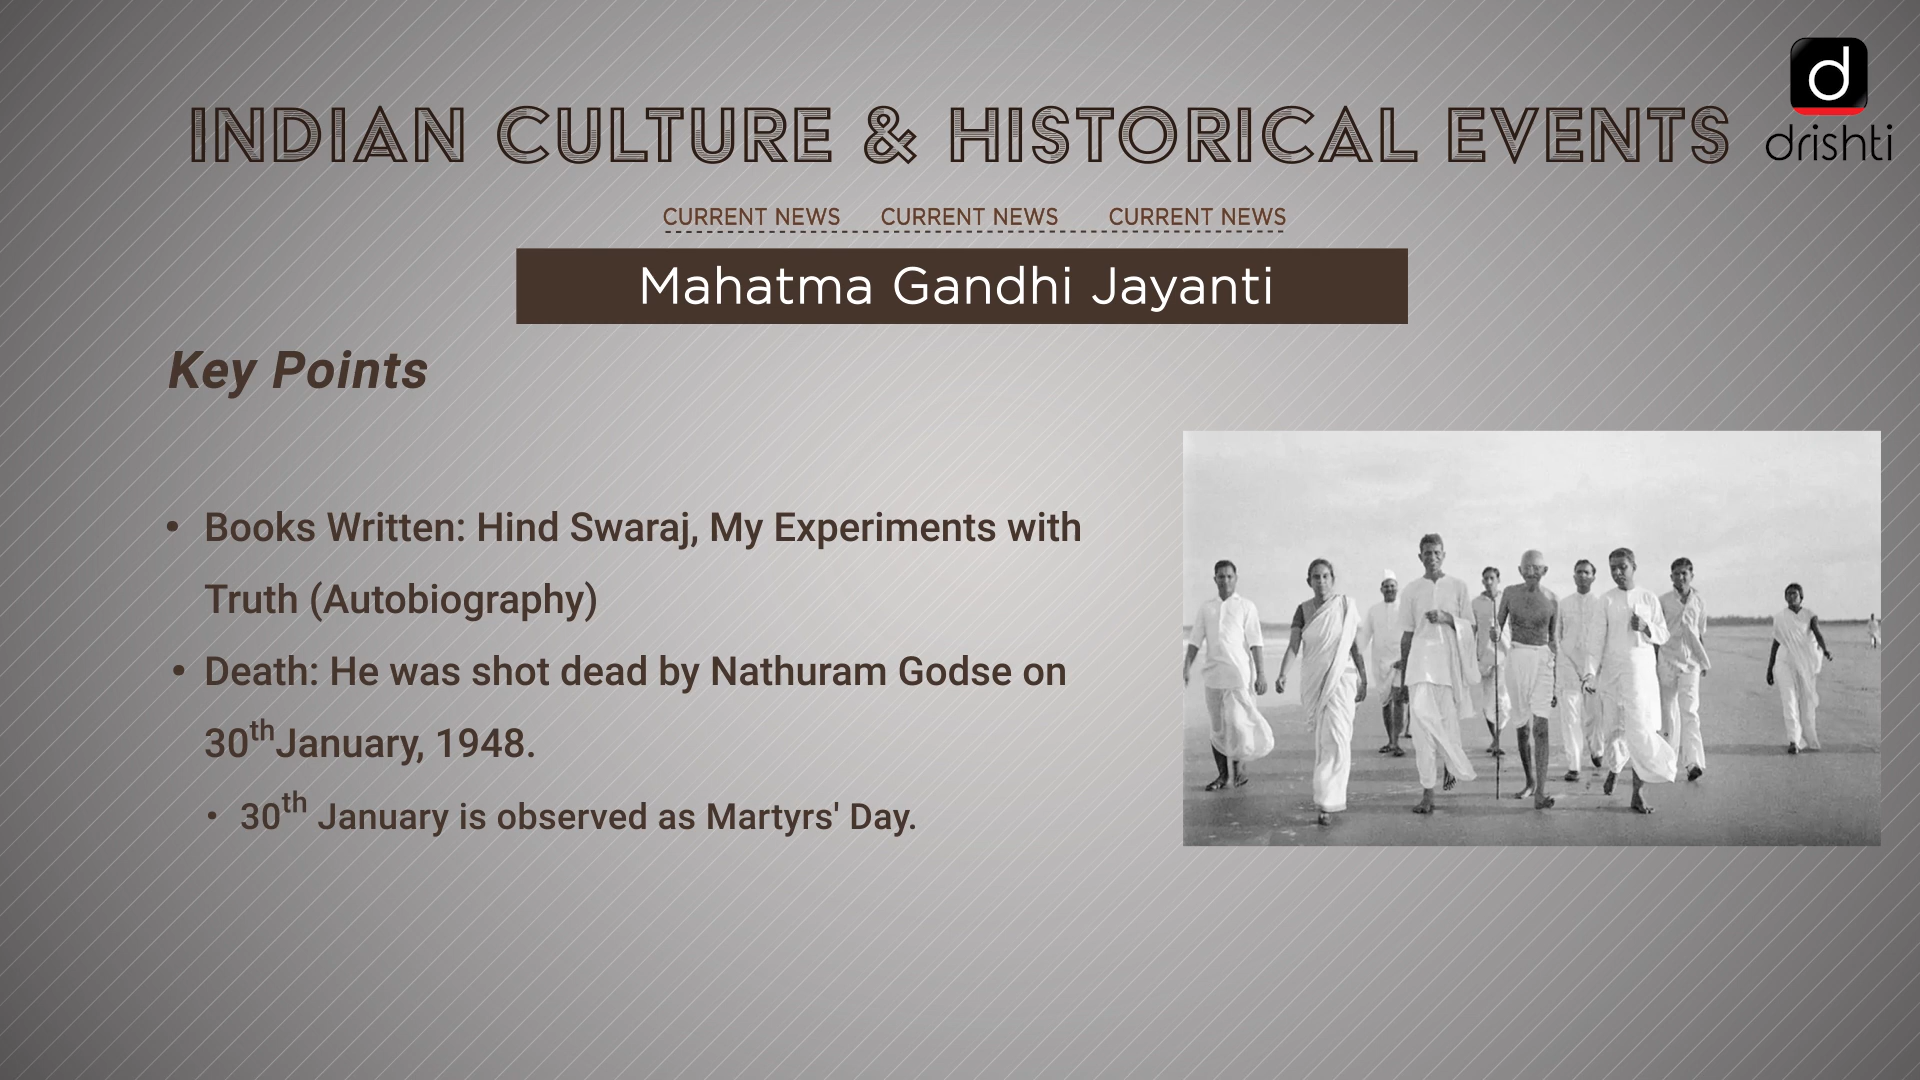 INDIAN CULTURE & HISTORICAL EVENTS
drishti
CURRENT NEWS CURRENT NEWS CURRENT NEWS
Mahatma Gandhi Jayanti
Key Points
• Books Written: Hind Swaraj, My Experiments with
Truth (Autobiography)
• Death: He was shot dead by Nathuram Godse on
30th January, 1948.
• 30th January is observed as Martyrs' Day.